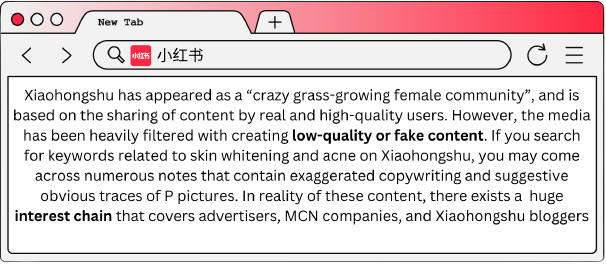 New Tab
小红书 小红书
Xiaohongshu has appeared as a “crazy grass-growing female community”, and is
based on the sharing of content by real and high-quality users. However, the media
has been heavily filtered with creating low-quality or fake content. If you search
for keywords related to skin whitening and acne on Xiaohongshu, you may come
across numerous notes that contain exaggerated copywriting and suggestive
obvious traces of P pictures. In reality of these content, there exists a huge
interest chain that covers advertisers, MCN companies, and Xiaohongshu bloggers